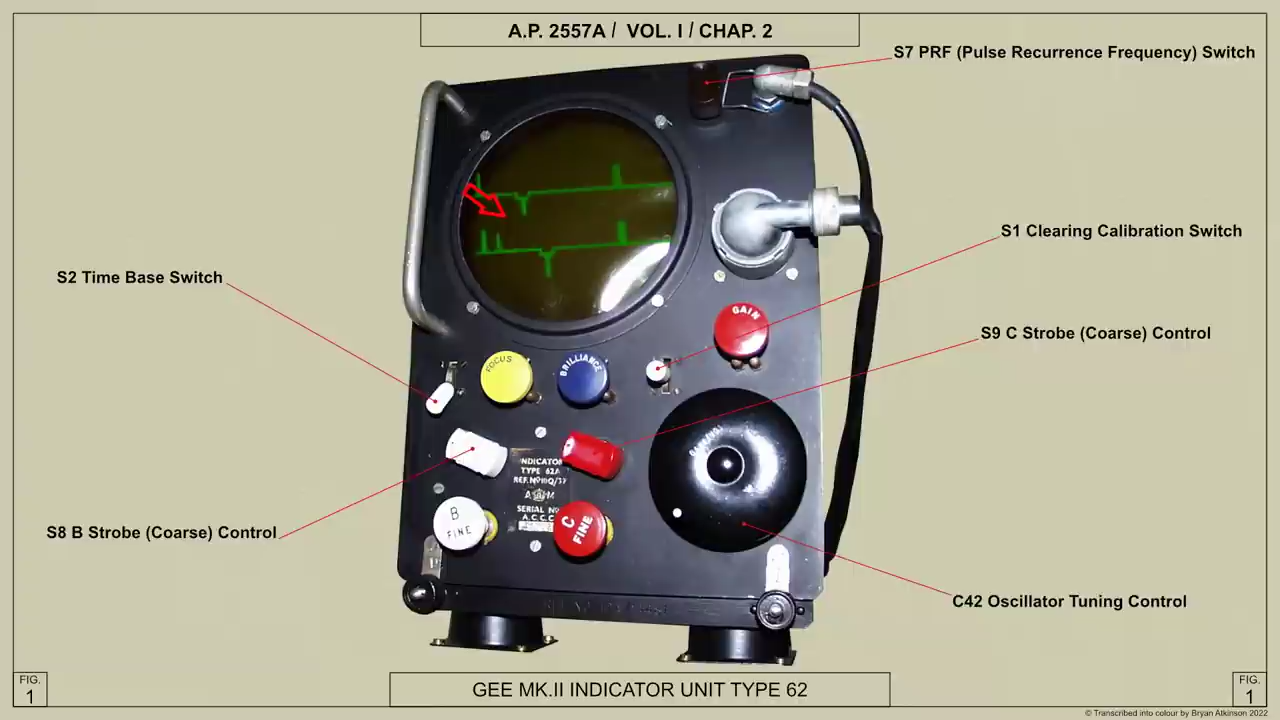 A.P. 2557A / VOL. I / CHAP. 2
S7 PRF (Pulse Recurrence Frequency) Switch
S1 Clearing Calibration Switch
S2 Time Base Switch
S9 C Strobe (Coarse) Control
GAIN
FOCUS
BRILLIANCE
INDICATOR
TYPE 62A
REF. Nº10Q/37
A M
SERIAL Nº
A.C.C.C
B
FINE
C
FINE
S8 B Strobe (Coarse) Control
C42 Oscillator Tuning Control
FIG.
1
GEE MK.II INDICATOR UNIT TYPE 62
FIG.
1
© Transcribed into colour by Bryan Atkinson 2022